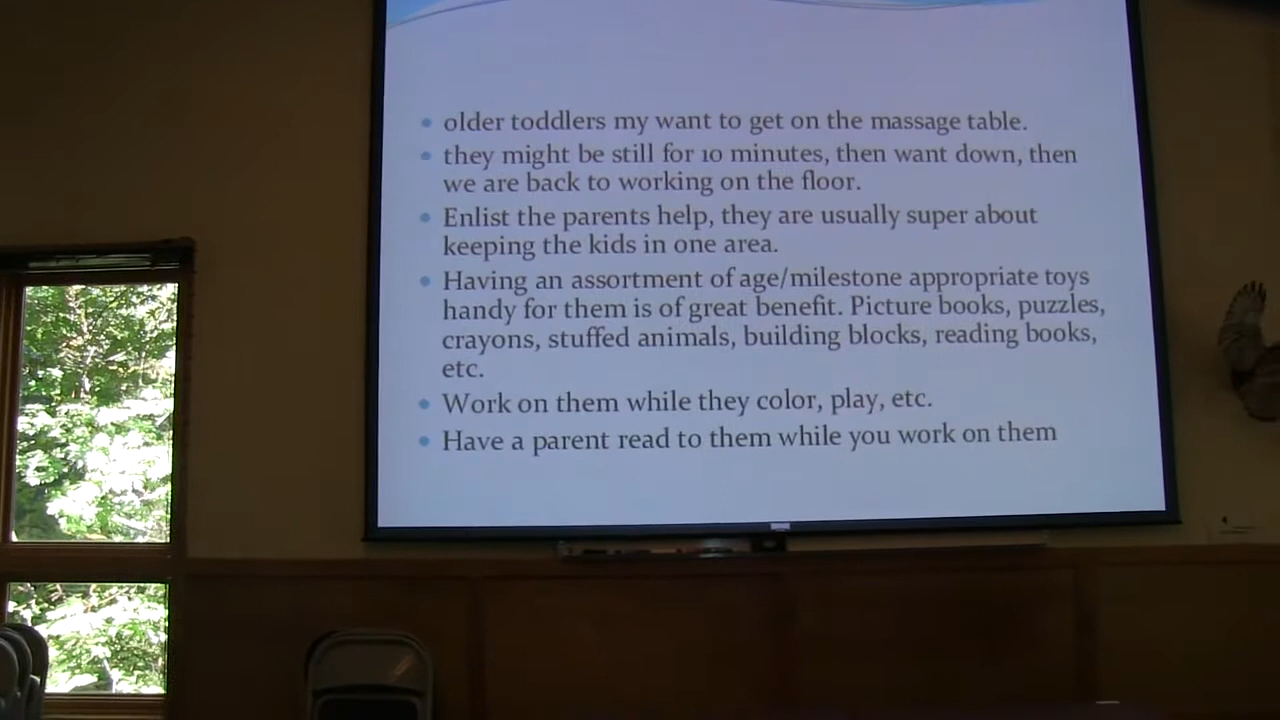 • older toddlers my want to get on the massage table.
• they might be still for 10 minutes, then want down, then
we are back to working on the floor.
• Enlist the parents help, they are usually super about
keeping the kids in one area.
• Having an assortment of age/milestone appropriate toys
handy for them is of great benefit. Picture books, puzzles,
crayons, stuffed animals, building blocks, reading books,
etc.
• Work on them while they color, play, etc.
• Have a parent read to them while you work on them